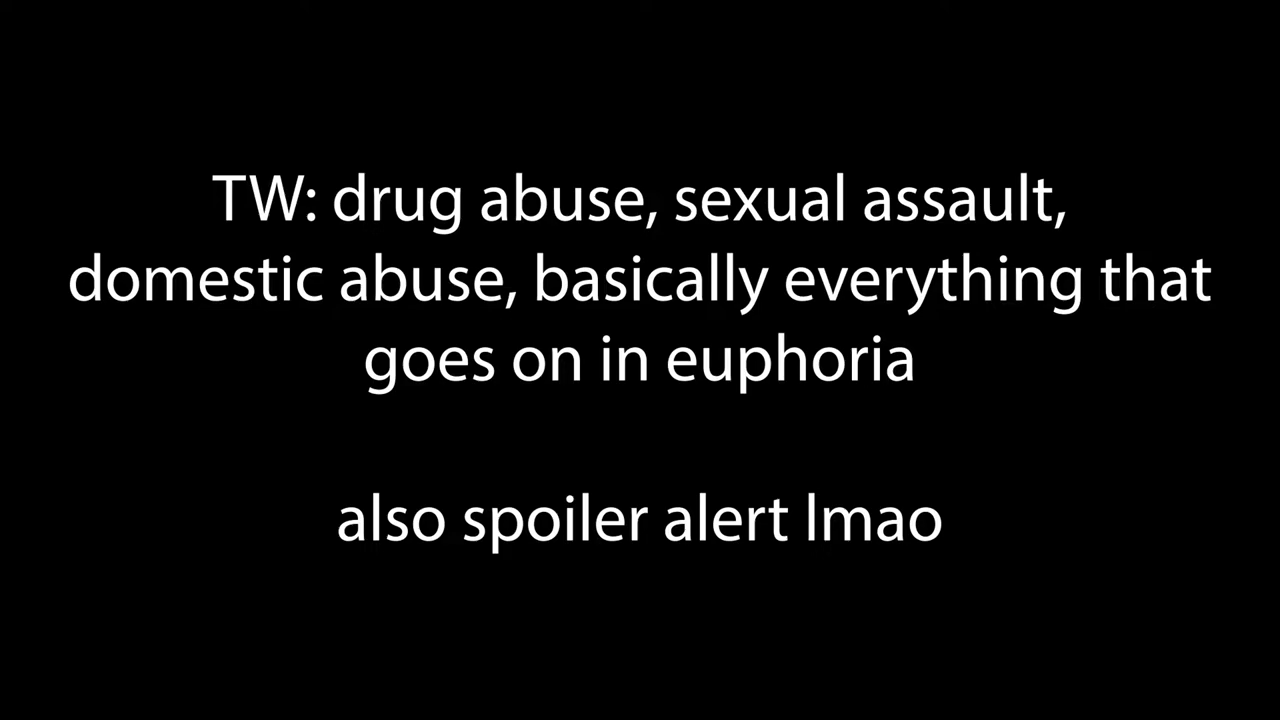 TW: drug abuse, sexual assault,
domestic abuse, basically everything that
goes on in euphoria
also spoiler alert lmao